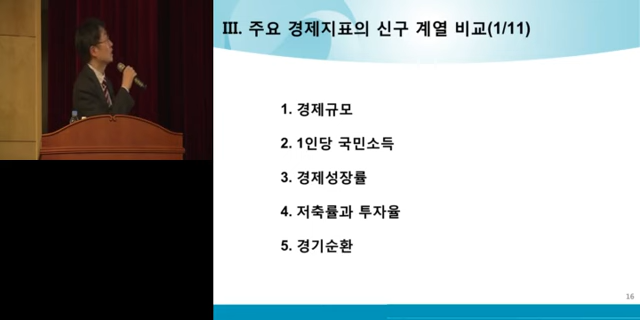 Ⅲ. 주요 경제지표의 신구 계열 비교(1/11)
1. 경제규모
2. 1인당 국민소득
3. 경제성장률
4. 저축률과 투자율
5. 경기순환
16